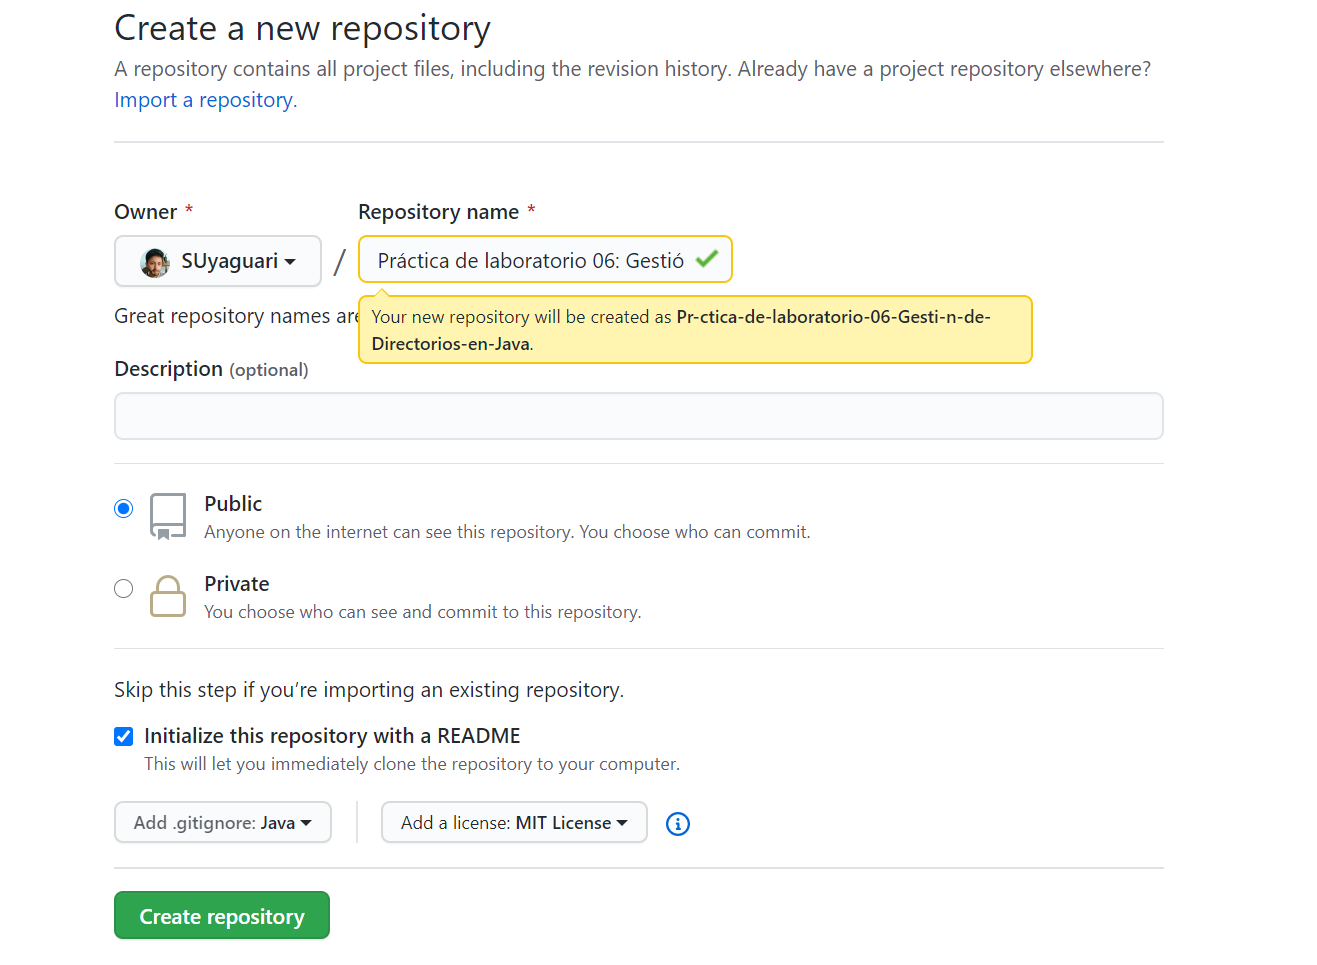 Create a new repository
A repository contains all project files, including the revision history. Already have a project repository elsewhere?
Import a repository.
Owner *
Repository name *
SUyaguari
/
Práctica de laboratorio 06: Gestió
Great repository names are
Your new repository will be created as Pr-ctica-de-laboratorio-06-Gesti-n-de-
Directorios-en-Java.
Description (optional)
Public
Anyone on the internet can see this repository. You choose who can commit.
Private
You choose who can see and commit to this repository.
Skip this step if you’re importing an existing repository.
Initialize this repository with a README
This will let you immediately clone the repository to your computer.
Add .gitignore: Java
Add a license: MIT License
Create repository